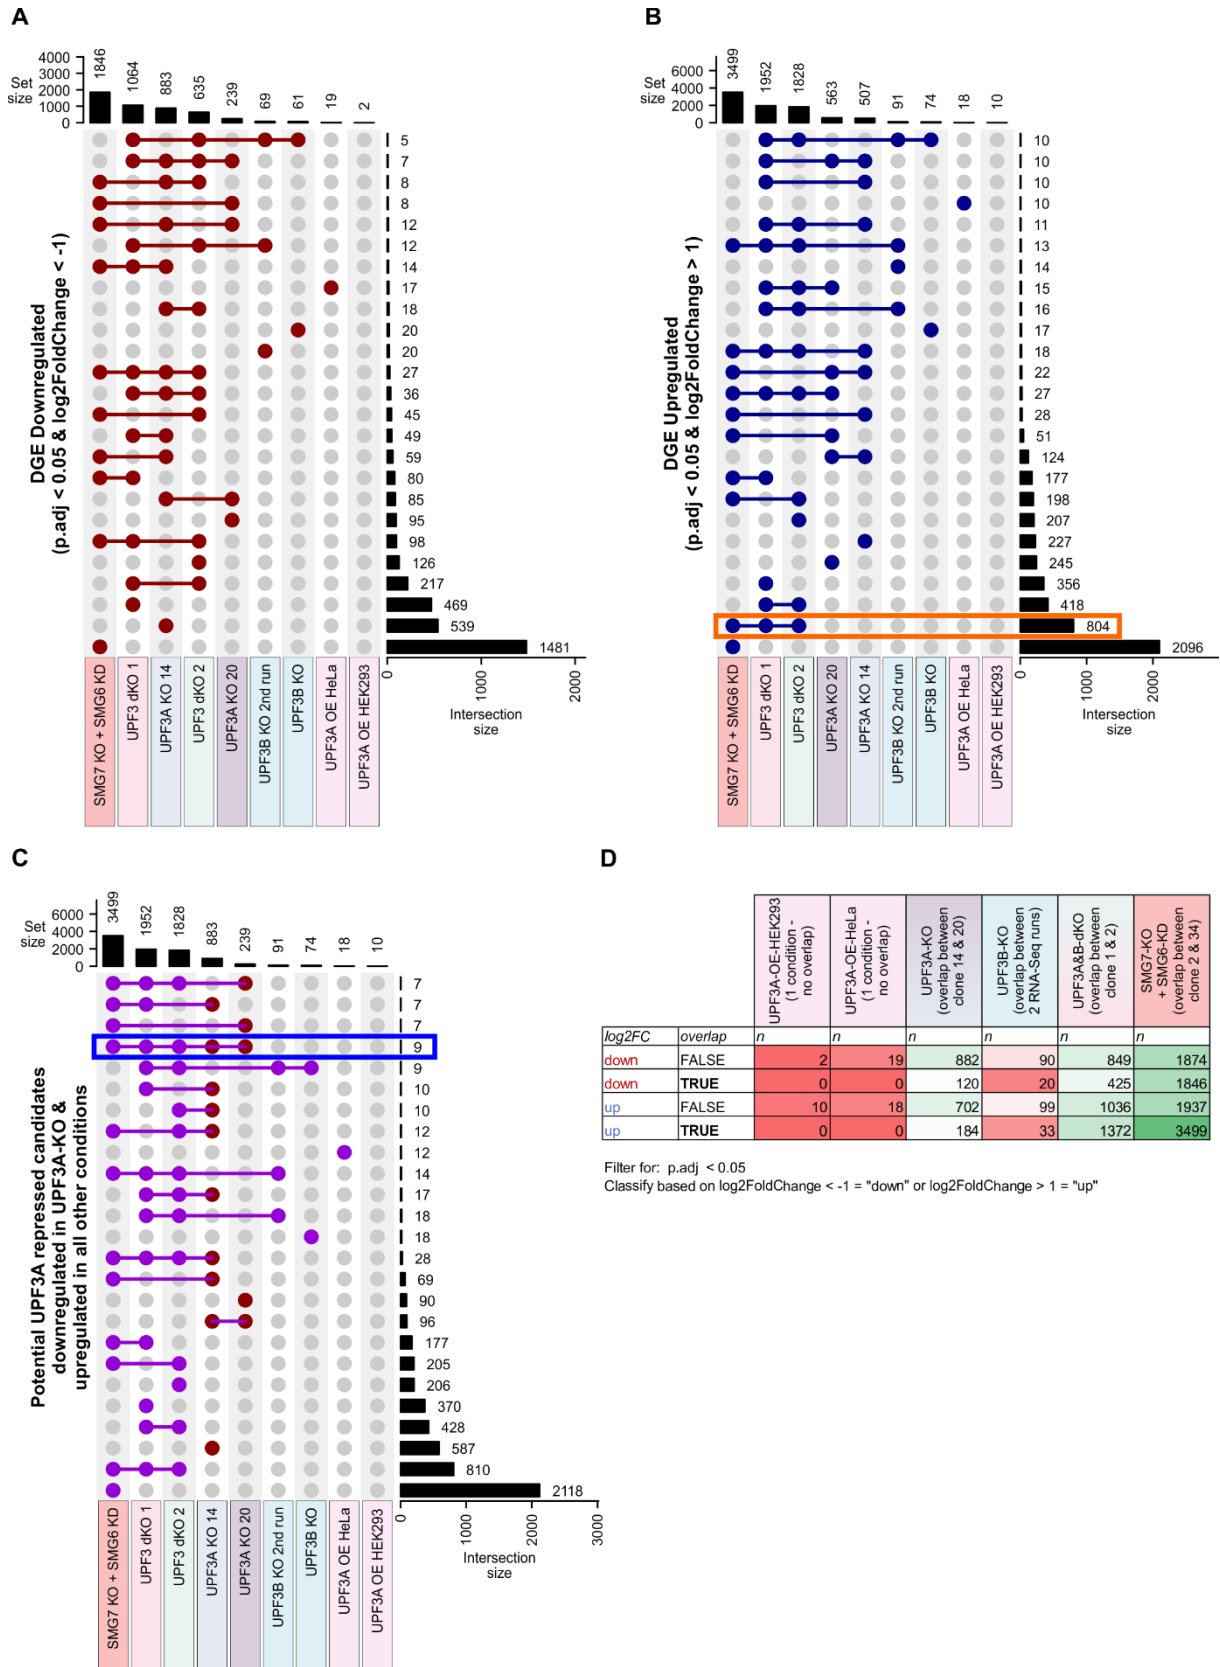 A
Set
size
4000
3000
2000
1000
0
1846
1064
883
635
239
69
61
19
2
DGE Downregulated
(p.adj < 0.05 & log2FoldChange < -1)
5
7
8
8
12
12
14
17
18
20
20
27
36
45
49
59
80
85
95
98
126
217
469
539
1481
SMG7 KO + SMG6 KD
UPF3 dKO 1
UPF3A KO 14
UPF3 dKO 2
UPF3A KO 20
UPF3B KO 2nd run
UPF3B KO
UPF3A OE HeLa
UPF3A OE HEK293
0
1000
2000
Intersection
size
B
Set
size
6000
4000
2000
0
3499
1952
1828
563
507
91
74
18
10
DGE Upregulated
(p.adj < 0.05 & log2FoldChange > 1)
10
10
10
10
11
13
14
15
16
17
18
22
27
28
51
124
177
198
207
227
245
356
418
804
2096
SMG7 KO + SMG6 KD
UPF3 dKO 1
UPF3 dKO 2
UPF3A KO 20
UPF3A KO 14
UPF3B KO 2nd run
UPF3B KO
UPF3A OE HeLa
UPF3A OE HEK293
0
1000
2000
Intersection
size
C
Set
size
6000
4000
2000
0
3499
1952
1828
883
239
91
74
18
10
Potential UPF3A repressed candidates
downregulated in UPF3A-KO &
upregulated in all other conditions
7
7
7
9
9
10
10
12
12
14
17
18
18
28
69
90
96
177
205
206
370
428
587
810
2118
SMG7 KO + SMG6 KD
UPF3 dKO 1
UPF3 dKO 2
UPF3A KO 14
UPF3A KO 20
UPF3B KO 2nd run
UPF3B KO
UPF3A OE HeLa
UPF3A OE HEK293
0
1000
2000
3000
Intersection
size
D
UPF3A-OE-HEK293
(1 condition -
no overlap)
UPF3A-OE-HeLa
(1 condition -
no overlap)
UPF3A-KO
(overlap between
clone 14 & 20)
UPF3B-KO
(overlap between
2 RNA-Seq runs)
UPF3A&B-dKO
(overlap between
clone 1 & 2)
SMG7-KO
+ SMG6-KD
(overlap between
clone 2 & 34)
log2FC overlap n n n n n n
down FALSE 2 19 882 90 849 1874
down TRUE 0 0 120 20 425 1846
up FALSE 10 18 702 99 1036 1937
up TRUE 0 0 184 33 1372 3499
Filter for: p.adj < 0.05
Classify based on log2FoldChange < -1 = "down" or log2FoldChange > 1 = "up"